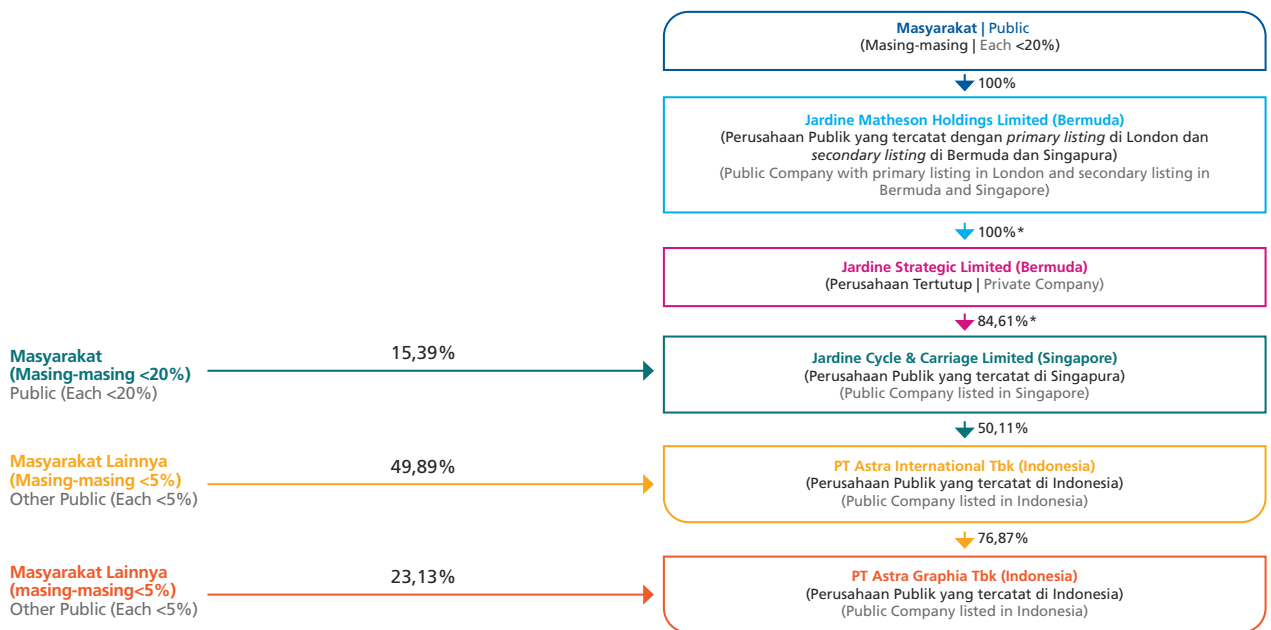 Masyarakat | Public
(Masing-masing | Each <20%)
100%
Jardine Matheson Holdings Limited (Bermuda)
(Perusahaan Publik yang tercatat dengan primary listing di London dan
secondary listing di Bermuda dan Singapura)
(Public Company with primary listing in London and secondary listing in
Bermuda and Singapore)
100%*
Jardine Strategic Limited (Bermuda)
(Perusahaan Tertutup | Private Company)
84,61%*
Masyarakat
(Masing-masing <20%)
Public (Each <20%)
15,39%
Jardine Cycle & Carriage Limited (Singapore)
(Perusahaan Publik yang tercatat di Singapura)
(Public Company listed in Singapore)
50,11%
Masyarakat Lainnya
(Masing-masing <5%)
Other Public (Each <5%)
49,89%
PT Astra International Tbk (Indonesia)
(Perusahaan Publik yang tercatat di Indonesia)
(Public Company listed in Indonesia)
76,87%
Masyarakat Lainnya
(masing-masing<5%)
Other Public (Each <5%)
23,13%
PT Astra Graphia Tbk (Indonesia)
(Perusahaan Publik yang tercatat di Indonesia)
(Public Company listed in Indonesia)